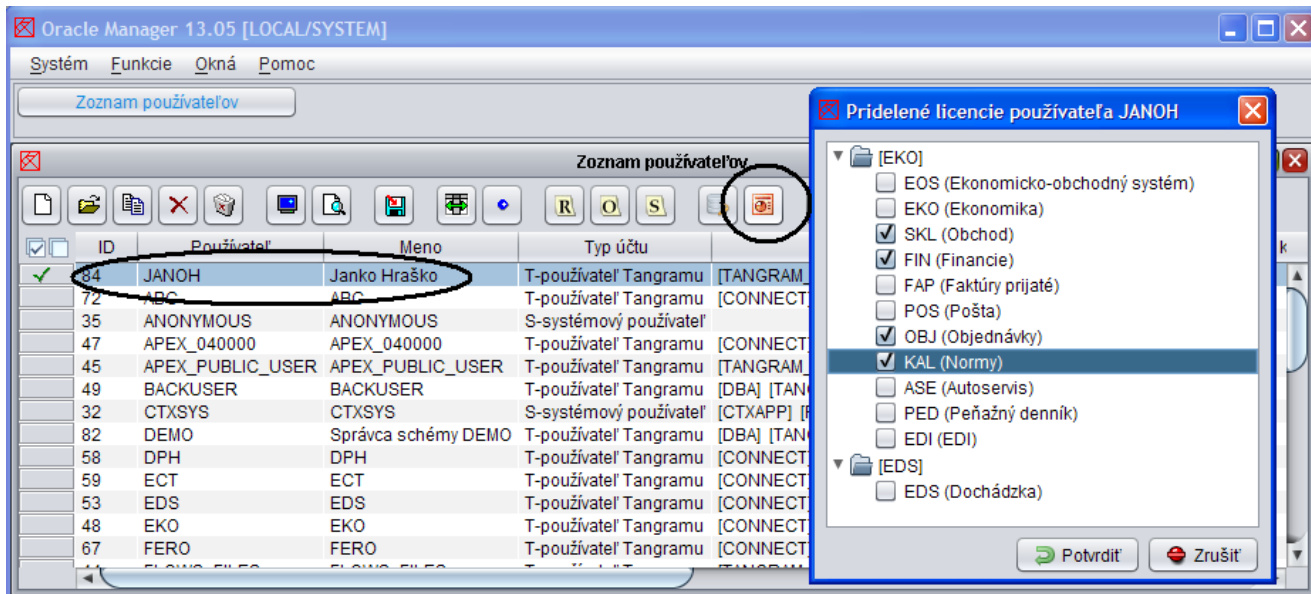 Oracle Manager 13.05 [LOCAL/SYSTEM]
Systém Funkcie Okná Pomoc
Zoznam používateľov
Zoznam používateľov
R O S
ID Používateľ Meno Typ účtu
84 JANOH Janko Hraško T-používateľ Tangramu [TANGRAM_
72 ABC ABC T-používateľ Tangramu [CONNECT]
35 ANONYMOUS ANONYMOUS S-systémový používateľ
47 APEX_040000 APEX_040000 T-používateľ Tangramu [CONNECT]
45 APEX_PUBLIC_USER APEX_PUBLIC_USER T-používateľ Tangramu [TANGRAM_
49 BACKUSER BACKUSER T-používateľ Tangramu [DBA] [TAN
32 CTXSYS CTXSYS S-systémový používateľ [CTXAPP]
82 DEMO Správca schémy DEMO T-používateľ Tangramu [DBA] [TAN
58 DPH DPH T-používateľ Tangramu [CONNECT]
59 ECT ECT T-používateľ Tangramu [CONNECT]
53 EDS EDS T-používateľ Tangramu [CONNECT]
48 EKO EKO T-používateľ Tangramu [CONNECT]
67 FERO FERO T-používateľ Tangramu [CONNECT]
Pridelené licencie používateľa JANOH
[EKO]
EOS (Ekonomicko-obchodný systém)
EKO (Ekonomika)
SKL (Obchod)
FIN (Financie)
FAP (Faktúry prijaté)
POS (Pošta)
OBJ (Objednávky)
KAL (Normy)
ASE (Autoservis)
PED (Peňažný denník)
EDI (EDI)
[EDS]
EDS (Dochádzka)
Potvrdiť Zrušiť